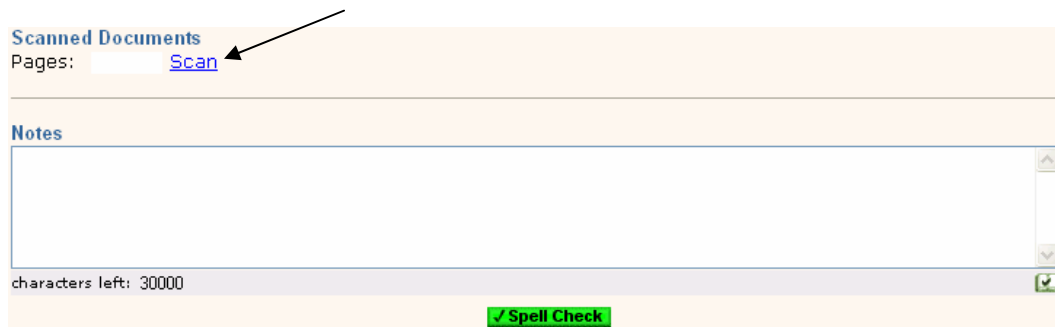 Scanned Documents
Pages: Scan
Notes
characters left: 30000
✓Spell Check